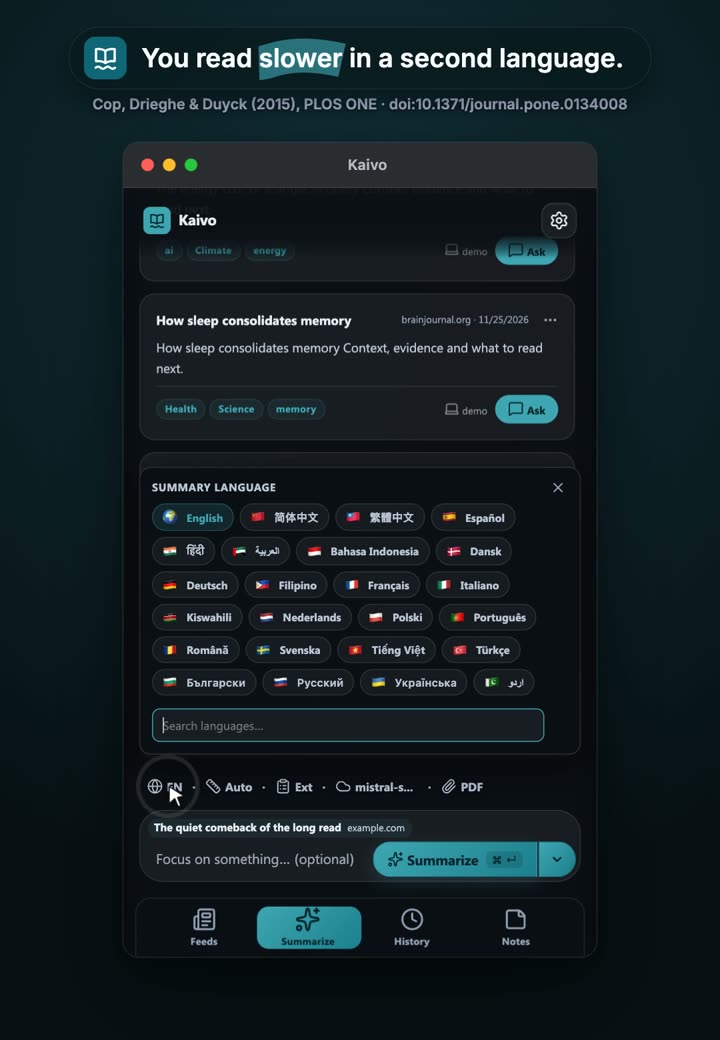 You read slower in a second language.
Cop, Drieghe & Duyck (2015), PLOS ONE · doi:10.1371/journal.pone.0134008
Kaivo
Kaivo
ai Climate energy demo Ask
How sleep consolidates memory brainjournal.org · 11/25/2026 ···
How sleep consolidates memory Context, evidence and what to read
next.
Health Science memory demo Ask
SUMMARY LANGUAGE
English 简体中文 繁體中文 Español
हिंदी العربية Bahasa Indonesia Dansk
Deutsch Filipino Français Italiano
Kiswahili Nederlands Polski Português
Română Svenska Tiếng Việt Türkçe
Български Русский Українська اردو
Search languages...
EN · Auto · Ext · mistral-s... · PDF
The quiet comeback of the long read example.com
Focus on something... (optional) Summarize ⌘ ↵
Feeds Summarize History Notes